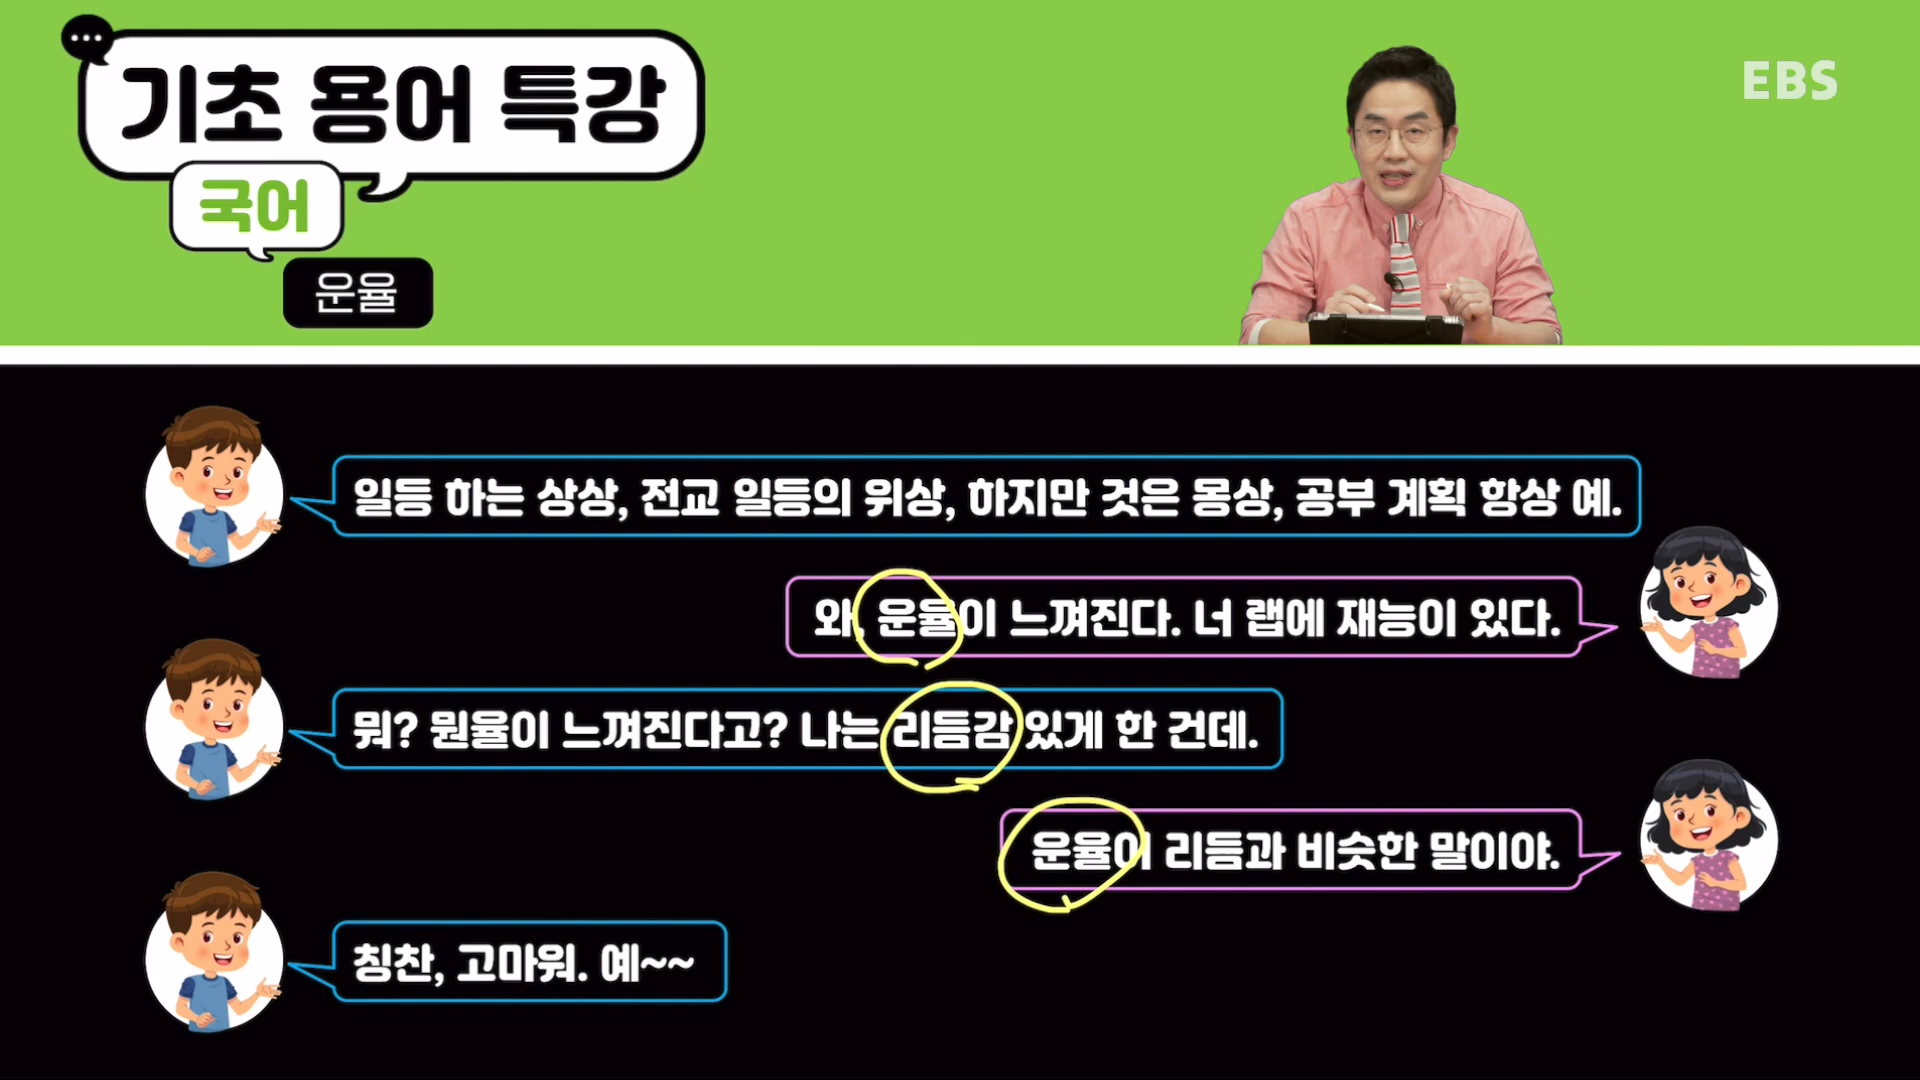 기초 용어 특강
EBS
국어
운율
일등 하는 상상, 전교 일등의 위상, 하지만 것은 몽상, 공부 계획 항상 예.
와, 운율이 느껴진다. 너 랩에 재능이 있다.
뭐? 뭔율이 느껴진다고? 나는 리듬감 있게 한 건데.
운율이 리듬과 비슷한 말이야.
칭찬, 고마워. 예~~